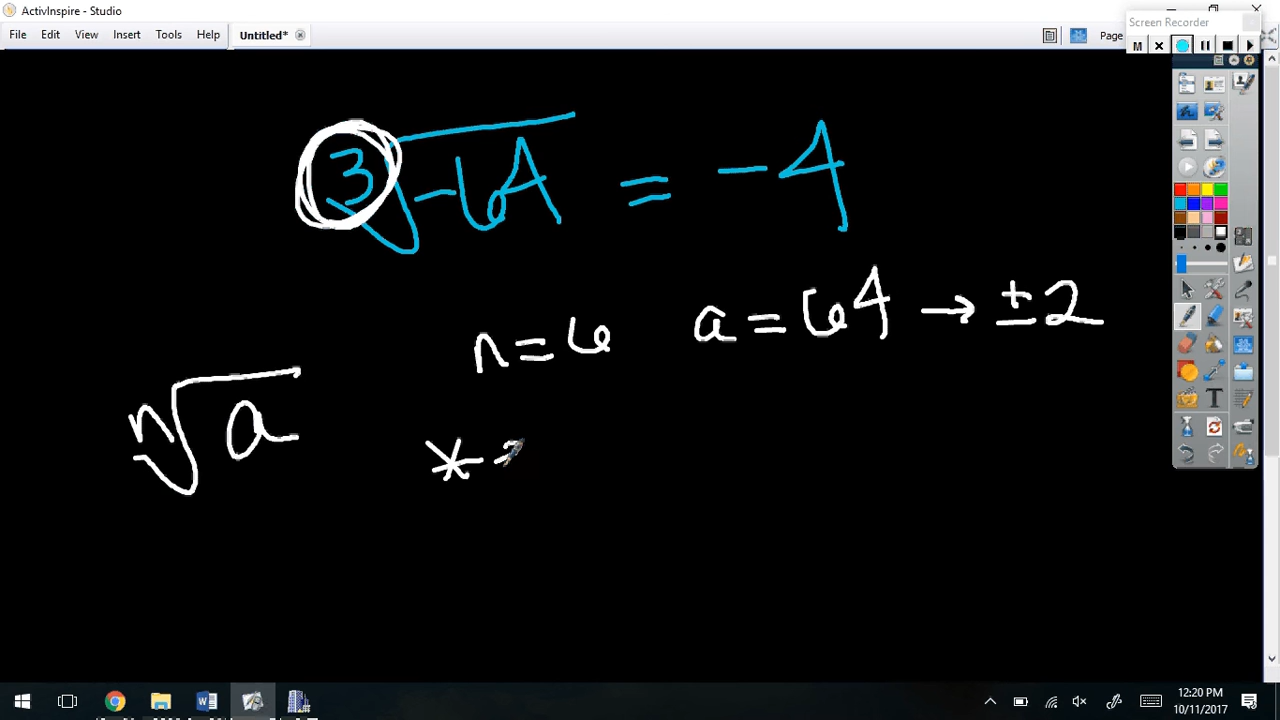 ActivInspire - Studio
Screen Recorder
File Edit View Insert Tools Help Untitled* Page
M
∛-64 = -4
n=6 a=64 → ±2
ⁿ√a
*
T
12:20 PM
10/11/2017